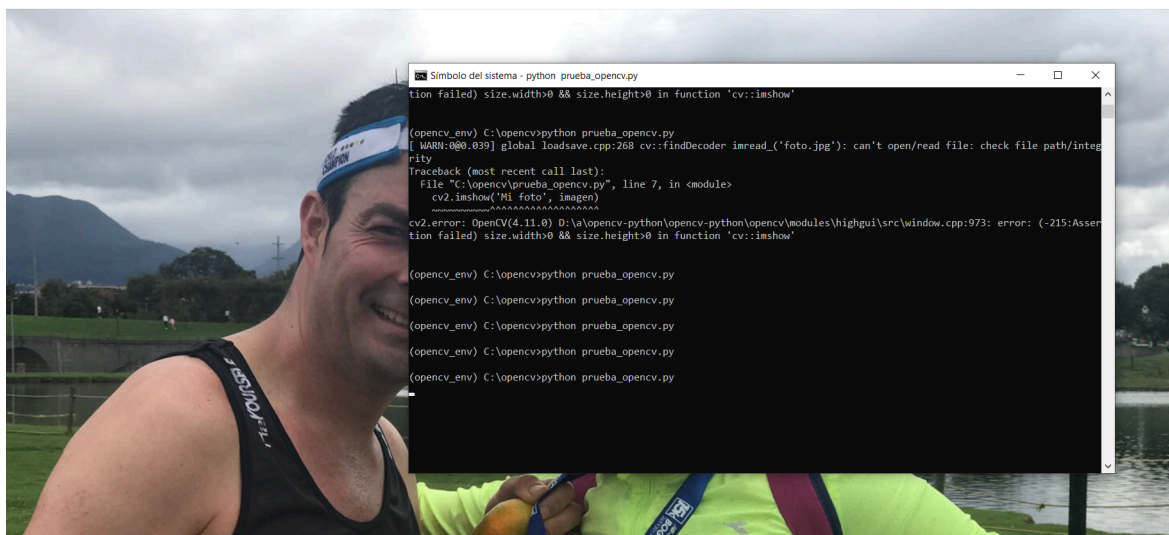 Símbolo del sistema - python  prueba_opencv.py
tion failed) size.width>0 && size.height>0 in function 'cv::imshow'
(opencv_env) C:\opencv>python prueba_opencv.py
[ WARN:0@0.039] global loadsave.cpp:268 cv::findDecoder imread_('foto.jpg'): can't open/read file: check file path/integ
rity
Traceback (most recent call last):
  File "C:\opencv\prueba_opencv.py", line 7, in <module>
    cv2.imshow('Mi foto', imagen)
    ~~~~~~~~~~^^^^^^^^^^^^^^^^^^^
cv2.error: OpenCV(4.11.0) D:\a\opencv-python\opencv-python\opencv\modules\highgui\src\window.cpp:973: error: (-215:Asser
tion failed) size.width>0 && size.height>0 in function 'cv::imshow'
(opencv_env) C:\opencv>python prueba_opencv.py
(opencv_env) C:\opencv>python prueba_opencv.py
(opencv_env) C:\opencv>python prueba_opencv.py
(opencv_env) C:\opencv>python prueba_opencv.py
(opencv_env) C:\opencv>python prueba_opencv.py
CHAMPION
15K